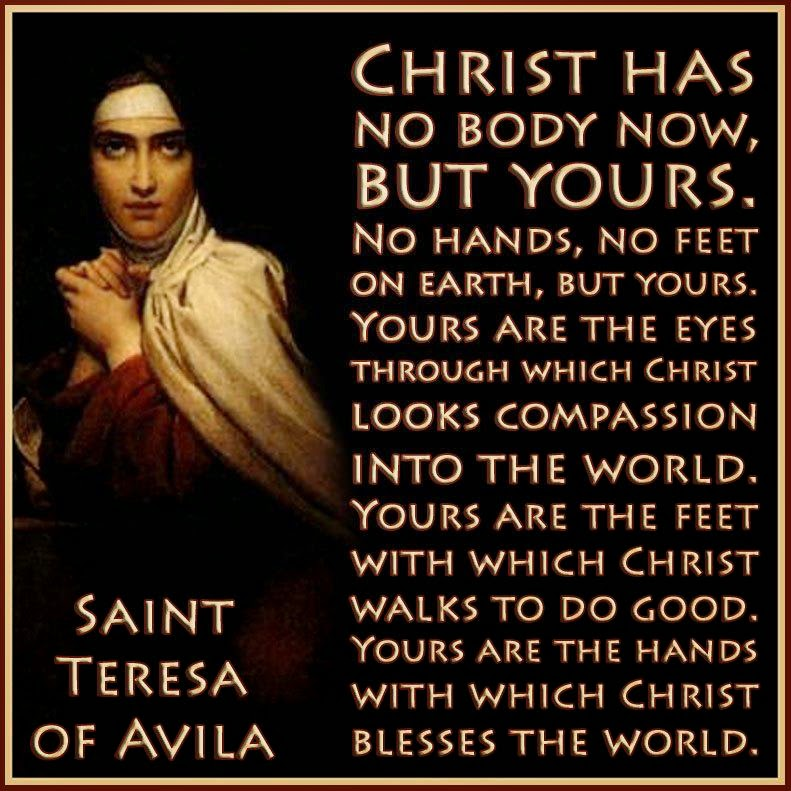 Christ has
no body now,
but yours.
No hands, no feet
on earth, but yours.
Yours are the eyes
through which Christ
looks compassion
into the world.
Yours are the feet
with which Christ
walks to do good.
Yours are the hands
with which Christ
blesses the world.
Saint
Teresa
of Avila